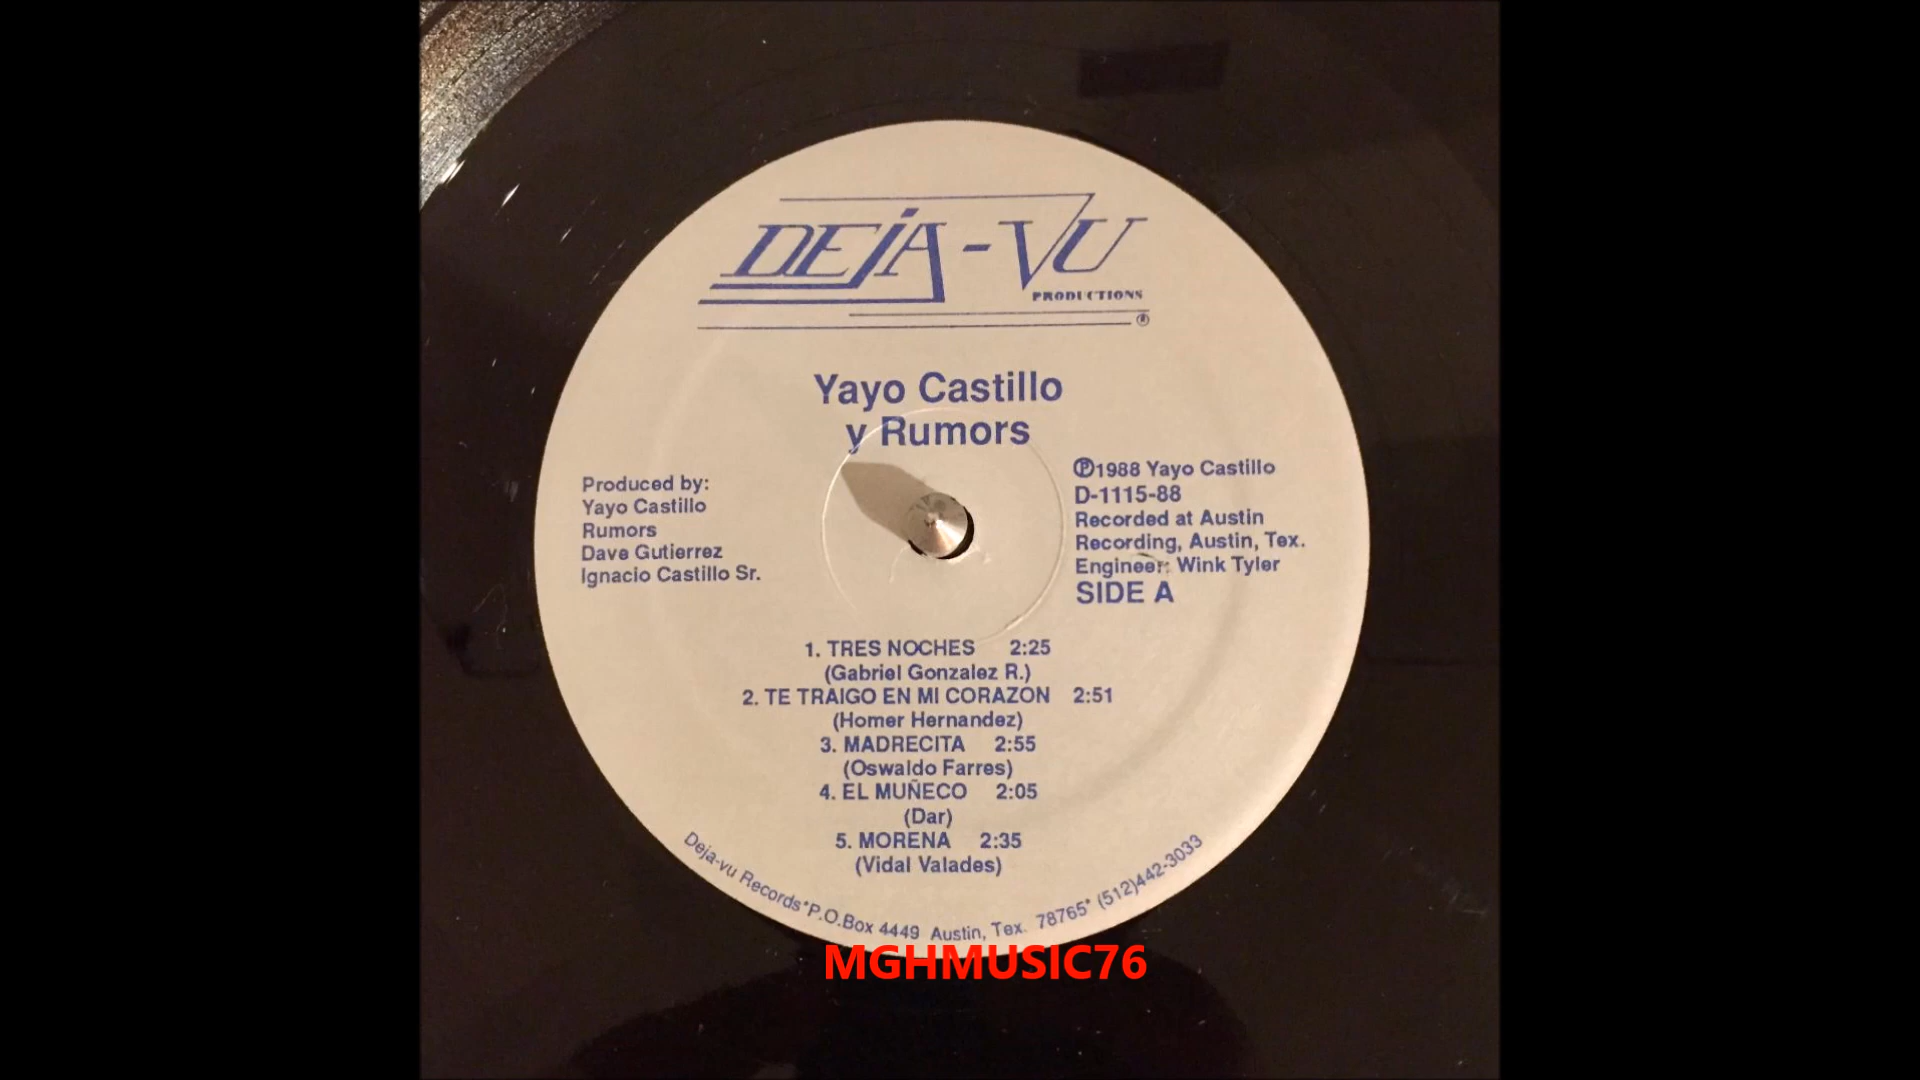 DEJA-VU
PRODUCTIONS
®
Yayo Castillo
y Rumors
Produced by:
Yayo Castillo
Rumors
Dave Gutierrez
Ignacio Castillo Sr.
℗1988 Yayo Castillo
D-1115-88
Recorded at Austin
Recording, Austin, Tex.
Engineer: Wink Tyler
SIDE A
1. TRES NOCHES 2:25
(Gabriel Gonzalez R.)
2. TE TRAIGO EN MI CORAZON 2:51
(Homer Hernandez)
3. MADRECITA 2:55
(Oswaldo Farres)
4. EL MUÑECO 2:05
(Dar)
5. MORENA 2:35
(Vidal Valades)
Deja-vu Records*P.O.Box 4449 Austin, Tex. 78765* (512)442-3033
MGHMUSIC76